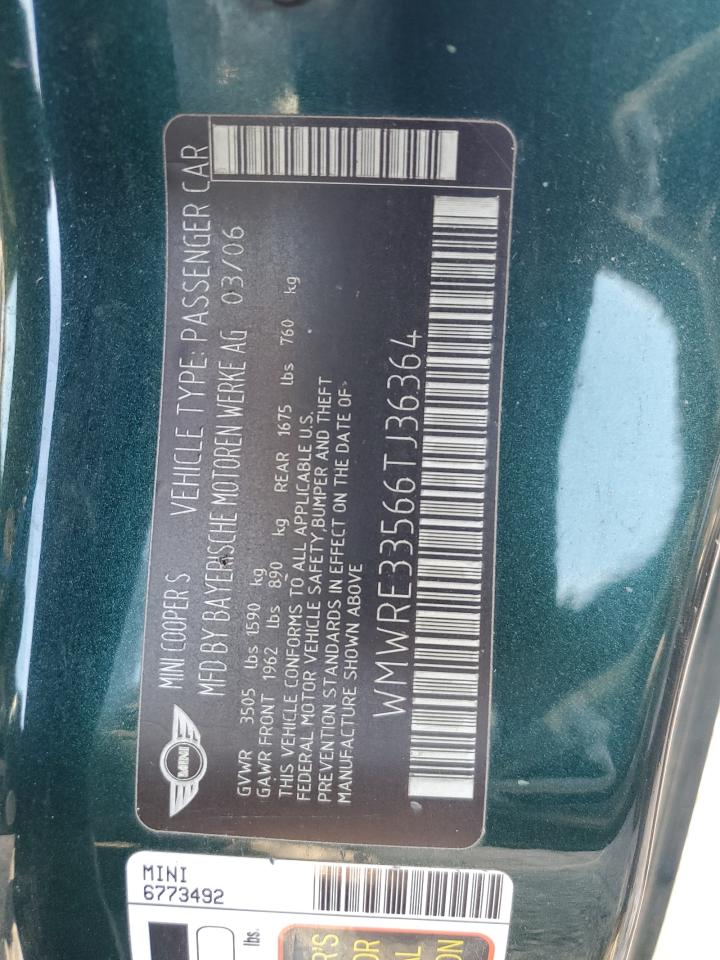 MINI
MINI COOPER S VEHICLE TYPE: PASSENGER CAR
MFD BY BAYERISCHE MOTOREN WERKE AG 03/06
GVWR 3505 lbs 1590 kg
GAWR FRONT 1962 lbs 890 kg REAR 1675 lbs 760 kg
THIS VEHICLE CONFORMS TO ALL APPLICABLE U.S.
FEDERAL MOTOR VEHICLE SAFETY,BUMPER AND THEFT
PREVENTION STANDARDS IN EFFECT ON THE DATE OF
MANUFACTURE SHOWN ABOVE
WMWRE33566TJ36364
MINI
6773492
lbs.